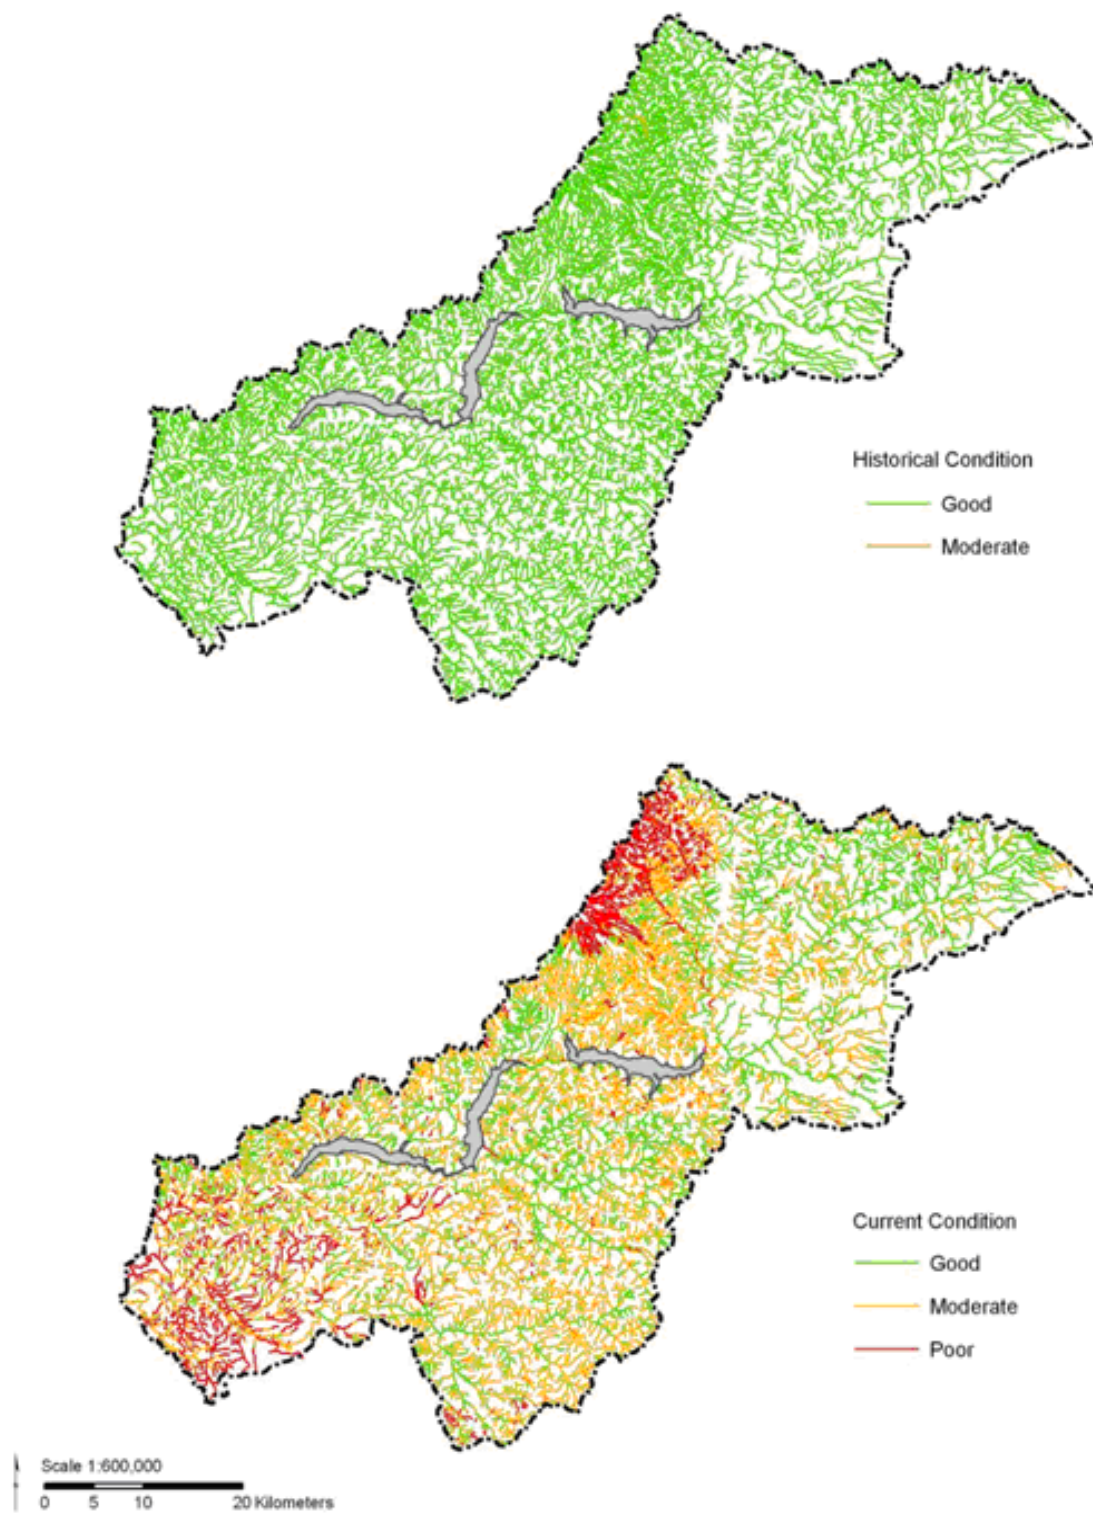 Historical Condition
Good
Moderate
Current Condition
Good
Moderate
Poor
Scale 1:600,000
0 5 10 20 Kilometers